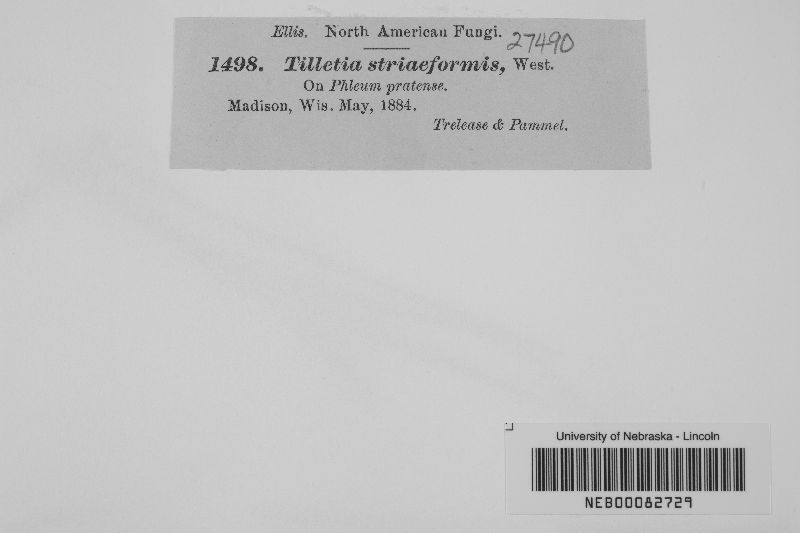 Ellis. North American Fungi.
27490
1498. Tilletia striaeformis, West.
On Phleum pratense.
Madison, Wis. May, 1884.
Trelease & Pammel.
University of Nebraska - Lincoln
NEB00082729